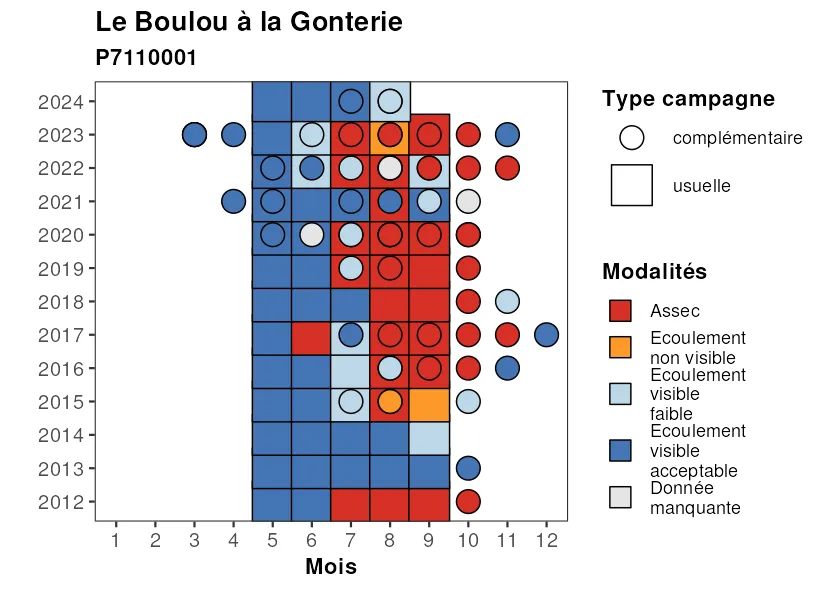 Le Boulou à la Gonterie
P7110001
2024
2023
2022
2021
2020
2019
2018
2017
2016
2015
2014
2013
2012
1 2 3 4 5 6 7 8 9 10 11 12
Mois
Type campagne
complémentaire
usuelle
Modalités
Assec
Ecoulement
non visible
Ecoulement
visible
faible
Ecoulement
visible
acceptable
Donnée
manquante